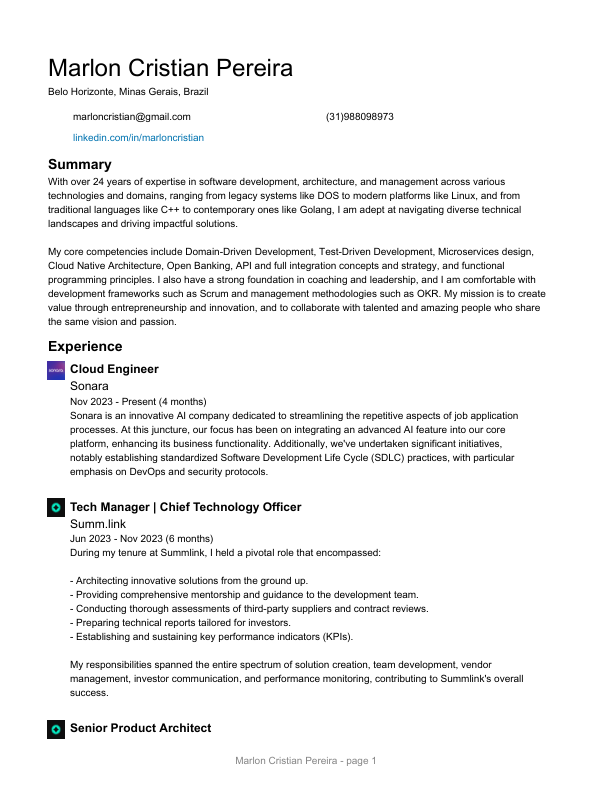 Marlon Cristian Pereira
Belo Horizonte, Minas Gerais, Brazil
marloncristian@gmail.com (31)988098973
linkedin.com/in/marloncristian
Summary
With over 24 years of expertise in software development, architecture, and management across various
technologies and domains, ranging from legacy systems like DOS to modern platforms like Linux, and from
traditional languages like C++ to contemporary ones like Golang, I am adept at navigating diverse technical
landscapes and driving impactful solutions.
My core competencies include Domain-Driven Development, Test-Driven Development, Microservices design,
Cloud Native Architecture, Open Banking, API and full integration concepts and strategy, and functional
programming principles. I also have a strong foundation in coaching and leadership, and I am comfortable with
development frameworks such as Scrum and management methodologies such as OKR. My mission is to create
value through entrepreneurship and innovation, and to collaborate with talented and amazing people who share
the same vision and passion.
Experience
Cloud Engineer
Sonara
Nov 2023 - Present (4 months)
Sonara is an innovative AI company dedicated to streamlining the repetitive aspects of job application
processes. At this juncture, our focus has been on integrating an advanced AI feature into our core
platform, enhancing its business functionality. Additionally, we've undertaken significant initiatives,
notably establishing standardized Software Development Life Cycle (SDLC) practices, with particular
emphasis on DevOps and security protocols.
Tech Manager | Chief Technology Officer
Summ.link
Jun 2023 - Nov 2023 (6 months)
During my tenure at Summlink, I held a pivotal role that encompassed:
- Architecting innovative solutions from the ground up.
- Providing comprehensive mentorship and guidance to the development team.
- Conducting thorough assessments of third-party suppliers and contract reviews.
- Preparing technical reports tailored for investors.
- Establishing and sustaining key performance indicators (KPIs).
My responsibilities spanned the entire spectrum of solution creation, team development, vendor
management, investor communication, and performance monitoring, contributing to Summlink's overall
success.
Senior Product Architect
Marlon Cristian Pereira - page 1